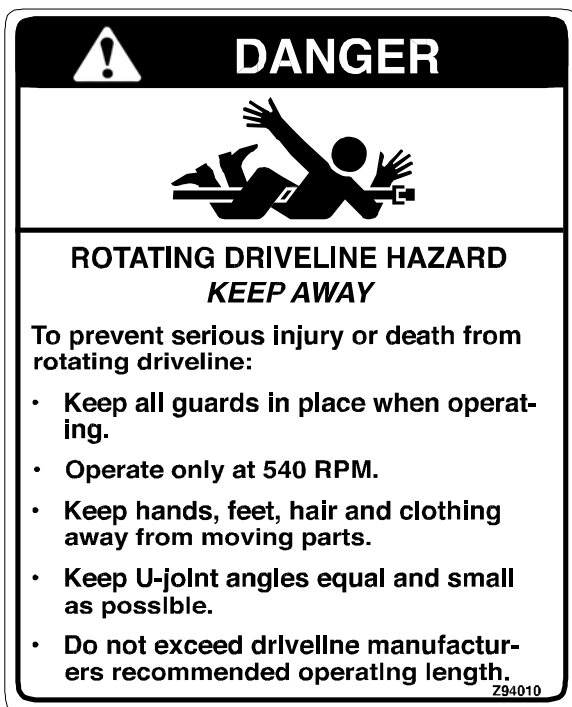 DANGER
ROTATING DRIVELINE HAZARD
KEEP AWAY
To prevent serious injury or death from
rotating driveline:
• Keep all guards in place when operat-
ing.
• Operate only at 540 RPM.
• Keep hands, feet, hair and clothing
away from moving parts.
• Keep U-joint angles equal and small
as possible.
• Do not exceed driveline manufactur-
ers recommended operating length.
Z94010